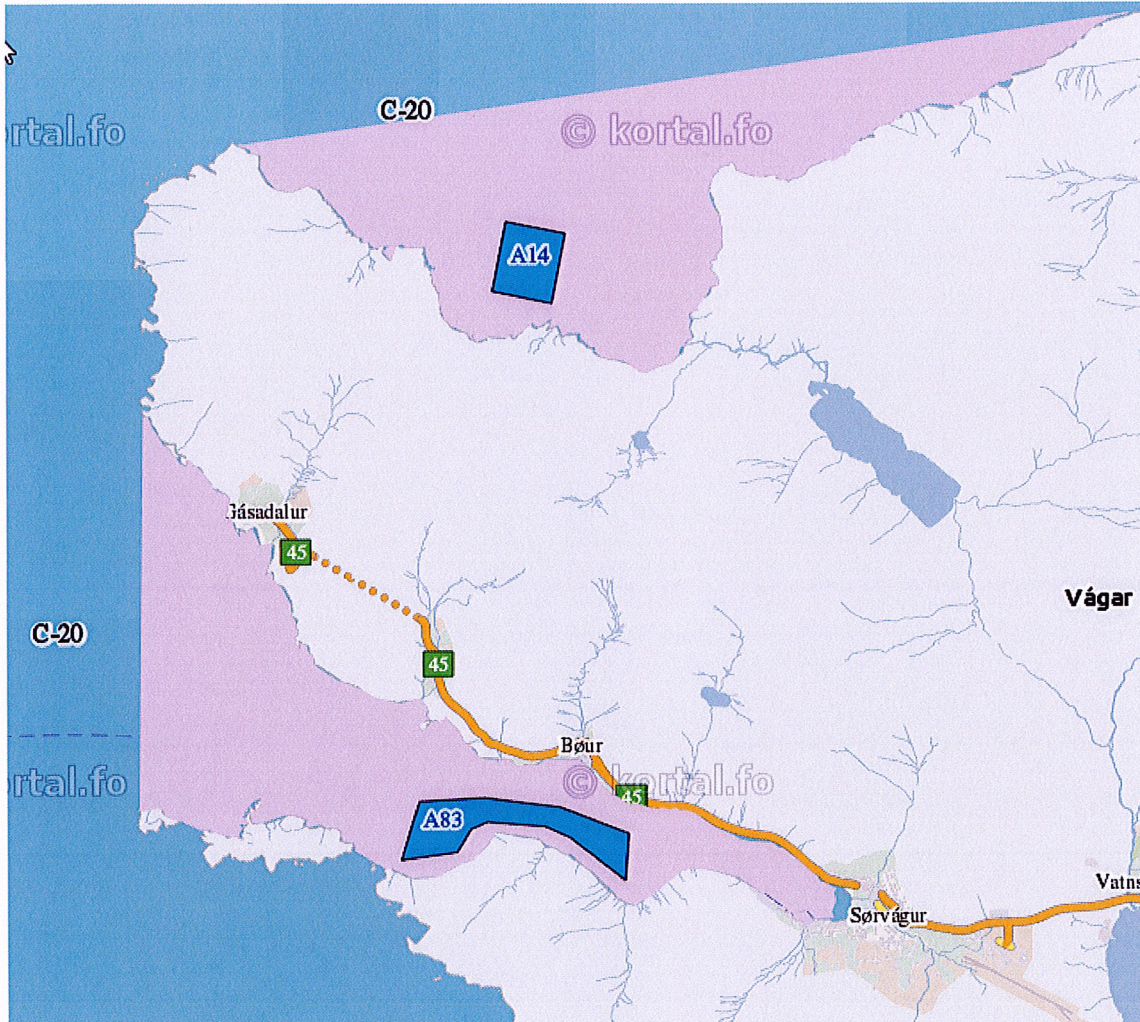 C-20
rtal.fo
© kortal.fo
A14
Gásadalur
45
Vágar
C-20
45
Bøur
rtal.fo
© kortal.fo
45
A83
Vatns
Sørvágur